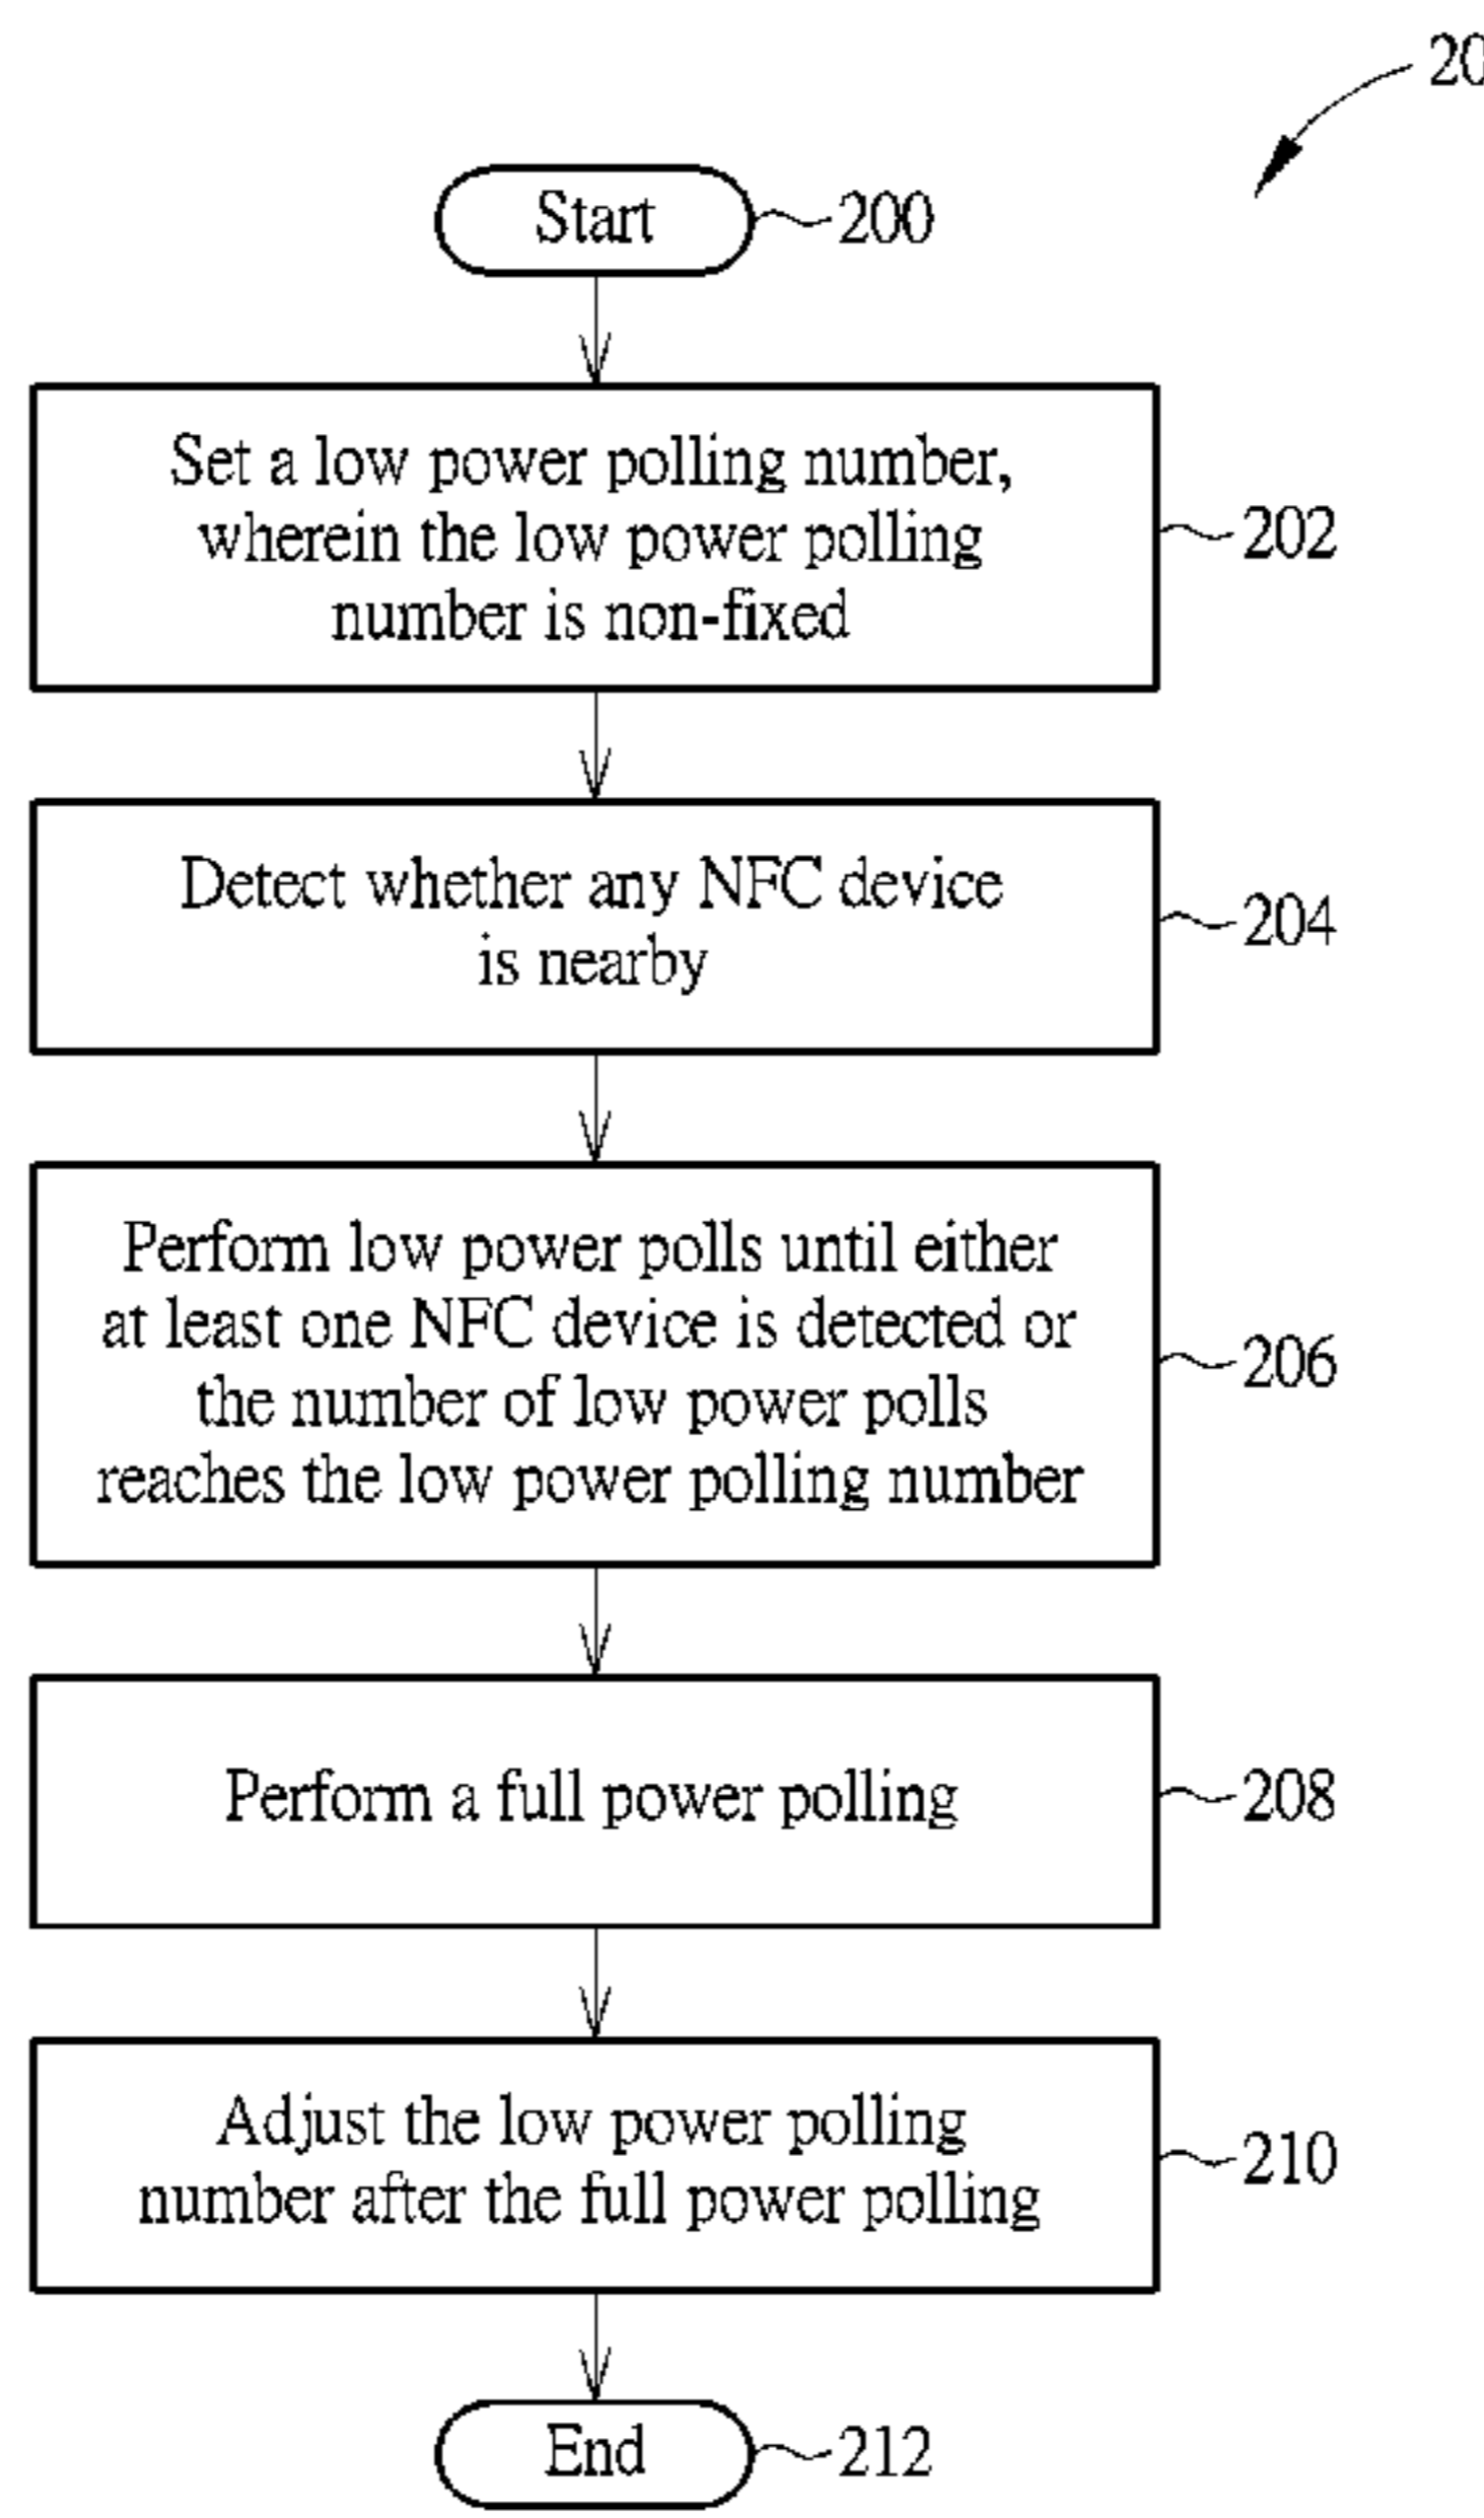 20
Start
200
Set a low power polling number,
wherein the low power polling
number is non-fixed
202
Detect whether any NFC device
is nearby
204
Perform low power polls until either
at least one NFC device is detected or
the number of low power polls
reaches the low power polling number
206
Perform a full power polling
208
Adjust the low power polling
number after the full power polling
210
End
212